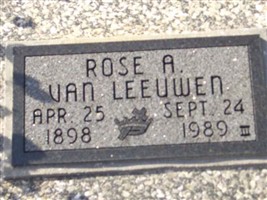 ROSE A.
VAN LEEUWEN
APR. 25 SEPT. 24
1898 1989 III